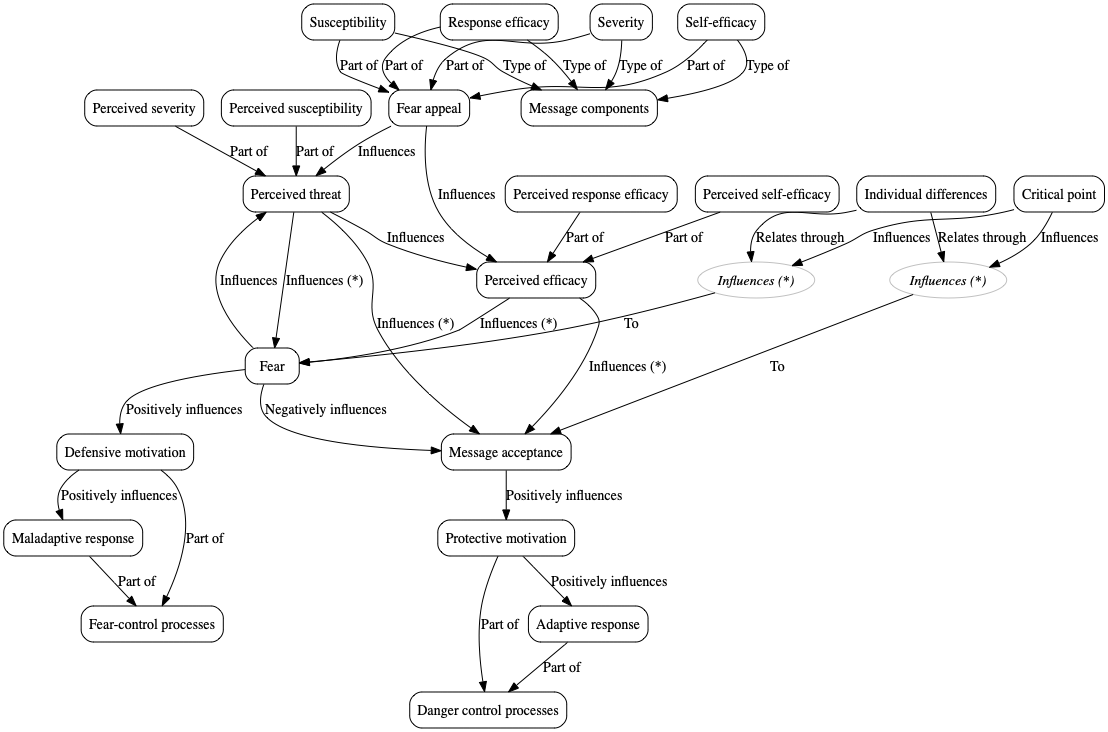 Susceptibility
Response efficacy
Severity
Self-efficacy
Part of
Part of
Part of
Type of
Type of
Type of
Part of
Type of
Perceived severity
Perceived susceptibility
Fear appeal
Message components
Part of
Part of
Influences
Perceived threat
Influences
Perceived response efficacy
Perceived self-efficacy
Individual differences
Critical point
Influences
Part of
Part of
Relates through
Influences
Relates through
Influences
Influences
Influences (*)
Perceived efficacy
Influences (*)
Influences (*)
Influences (*)
Influences (*)
To
Fear
Influences (*)
To
Positively influences
Negatively influences
Defensive motivation
Message acceptance
Positively influences
Positively influences
Maladaptive response
Part of
Protective motivation
Part of
Positively influences
Fear-control processes
Part of
Adaptive response
Part of
Danger control processes